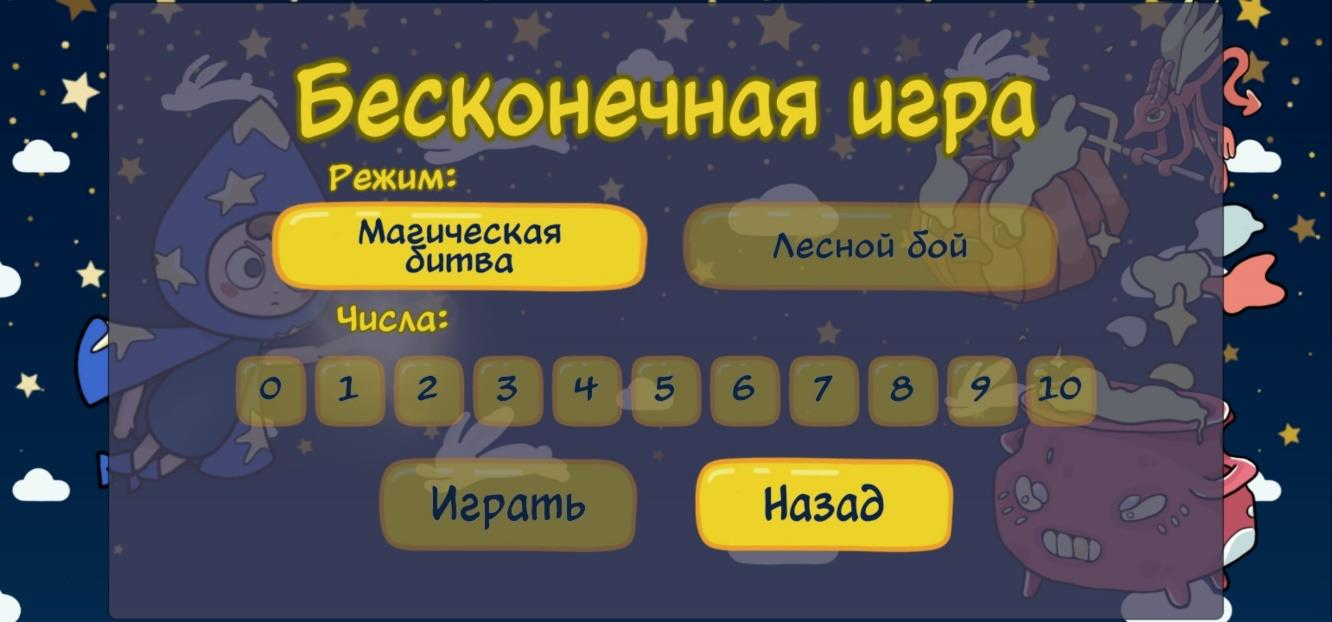 Бесконечная игра
Режим:
Магическая
битва
Лесной бой
Числа:
0 1 2 3 4 5 6 7 8 9 10
Играть Назад